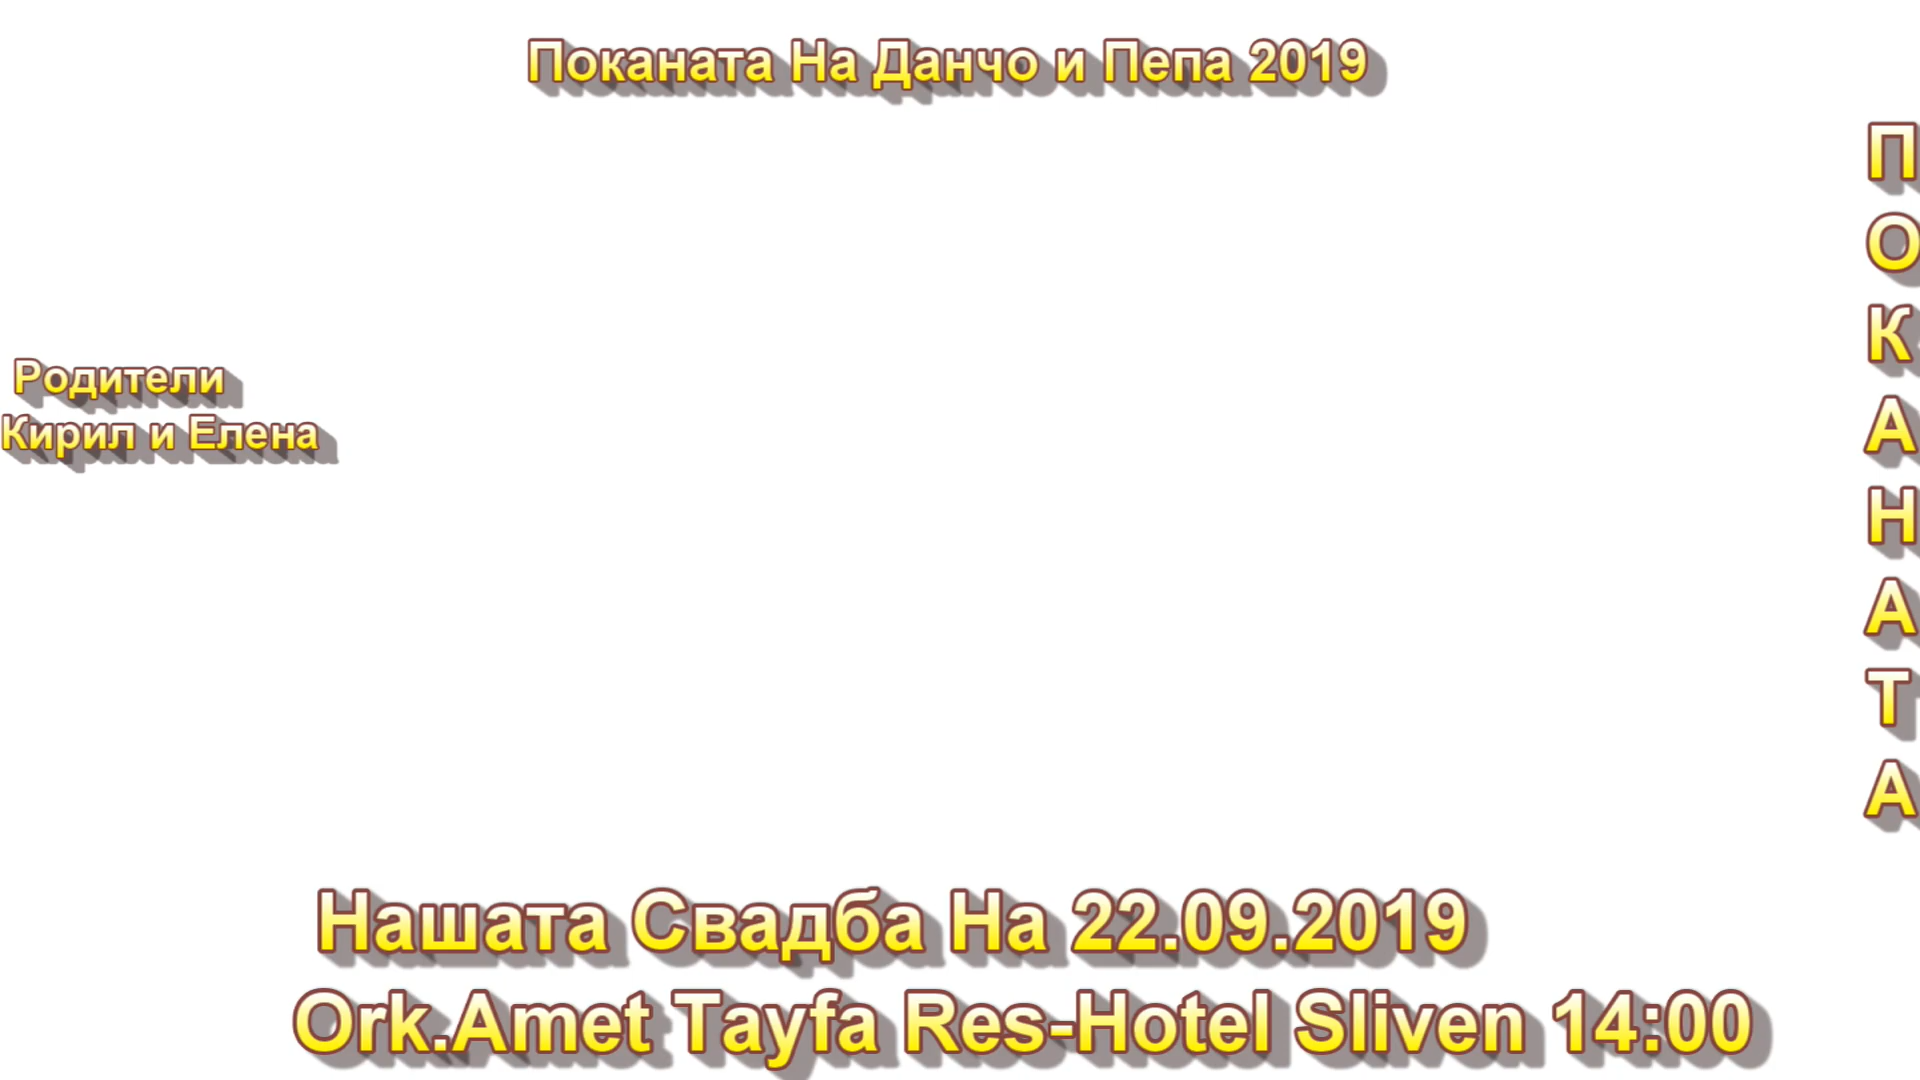 Поканата На Данчо и Пепа 2019
Родители
Кирил и Елена
П
О
К
А
Н
А
Т
А
Нашата Свадба На 22.09.2019
Ork.Amet Tayfa Res-Hotel Sliven 14:00